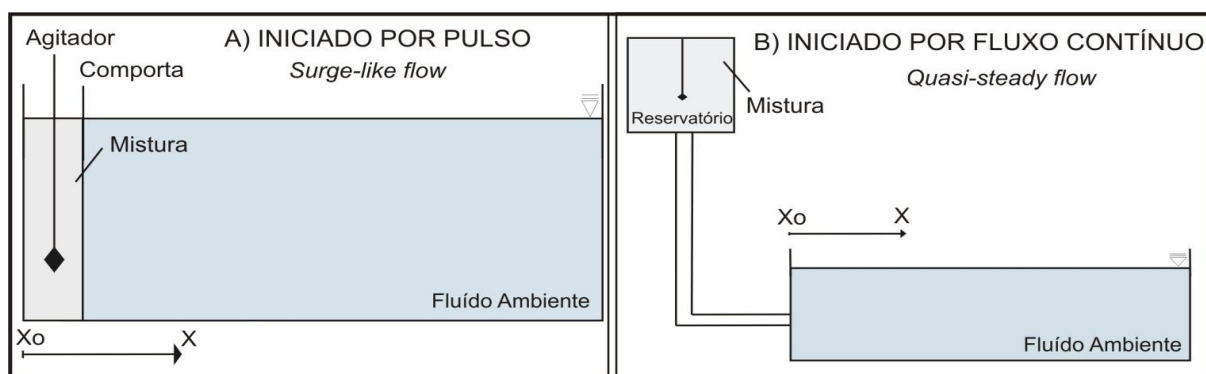 Agitador
A) INICIADO POR PULSO
Surge-like flow
Comporta
Mistura
Fluído Ambiente
Xo
X
B) INICIADO POR FLUXO CONTÍNUO
Quasi-steady flow
Mistura
Reservatório
Xo
X
Fluído Ambiente